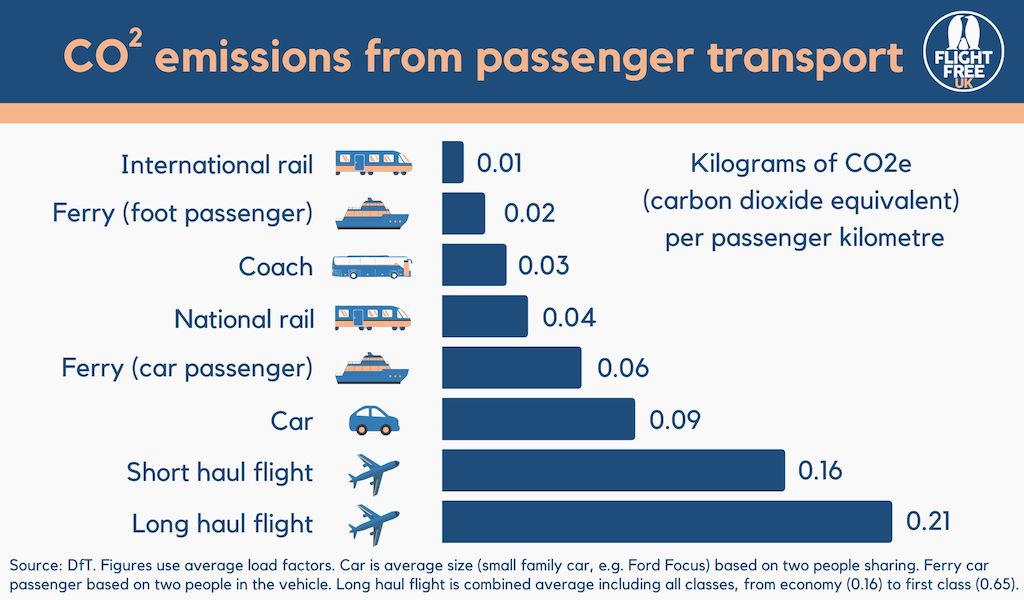 CO² emissions from passenger transport
FLIGHT
FREE
UK
International rail 0.01
Kilograms of CO2e
(carbon dioxide equivalent)
per passenger kilometre
Ferry (foot passenger) 0.02
Coach 0.03
National rail 0.04
Ferry (car passenger) 0.06
Car 0.09
Short haul flight 0.16
Long haul flight 0.21
Source: DfT. Figures use average load factors. Car is average size (small family car, e.g. Ford Focus) based on two people sharing. Ferry car
passenger based on two people in the vehicle. Long haul flight is combined average including all classes, from economy (0.16) to first class (0.65).